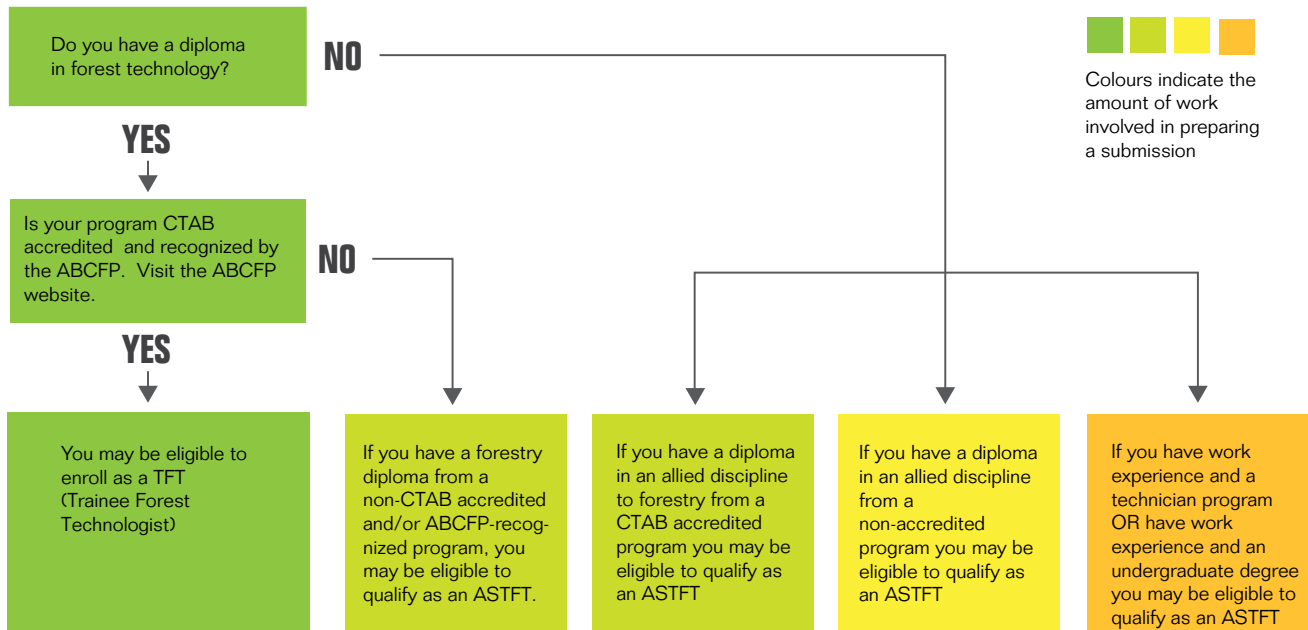 Do you have a diploma
in forest technology?
NO
Colours indicate the
amount of work
involved in preparing
a submission
YES
Is your program CTAB
accredited and recognized by
the ABCFP. Visit the ABCFP
website.
NO
YES
You may be eligible to
enroll as a TFT
(Trainee Forest
Technologist)
If you have a forestry
diploma from a
non-CTAB accredited
and/or ABCFP-recog-
nized program, you
may be eligible to
qualify as an ASTFT.
If you have a diploma
in an allied discipline
to forestry from a
CTAB accredited
program you may be
eligible to qualify as
an ASTFT
If you have a diploma
in an allied discipline
from a
non-accredited
program you may be
eligible to qualify as
an ASTFT
If you have work
experience and a
technician program
OR have work
experience and an
undergraduate degree
you may be eligible to
qualify as an ASTFT